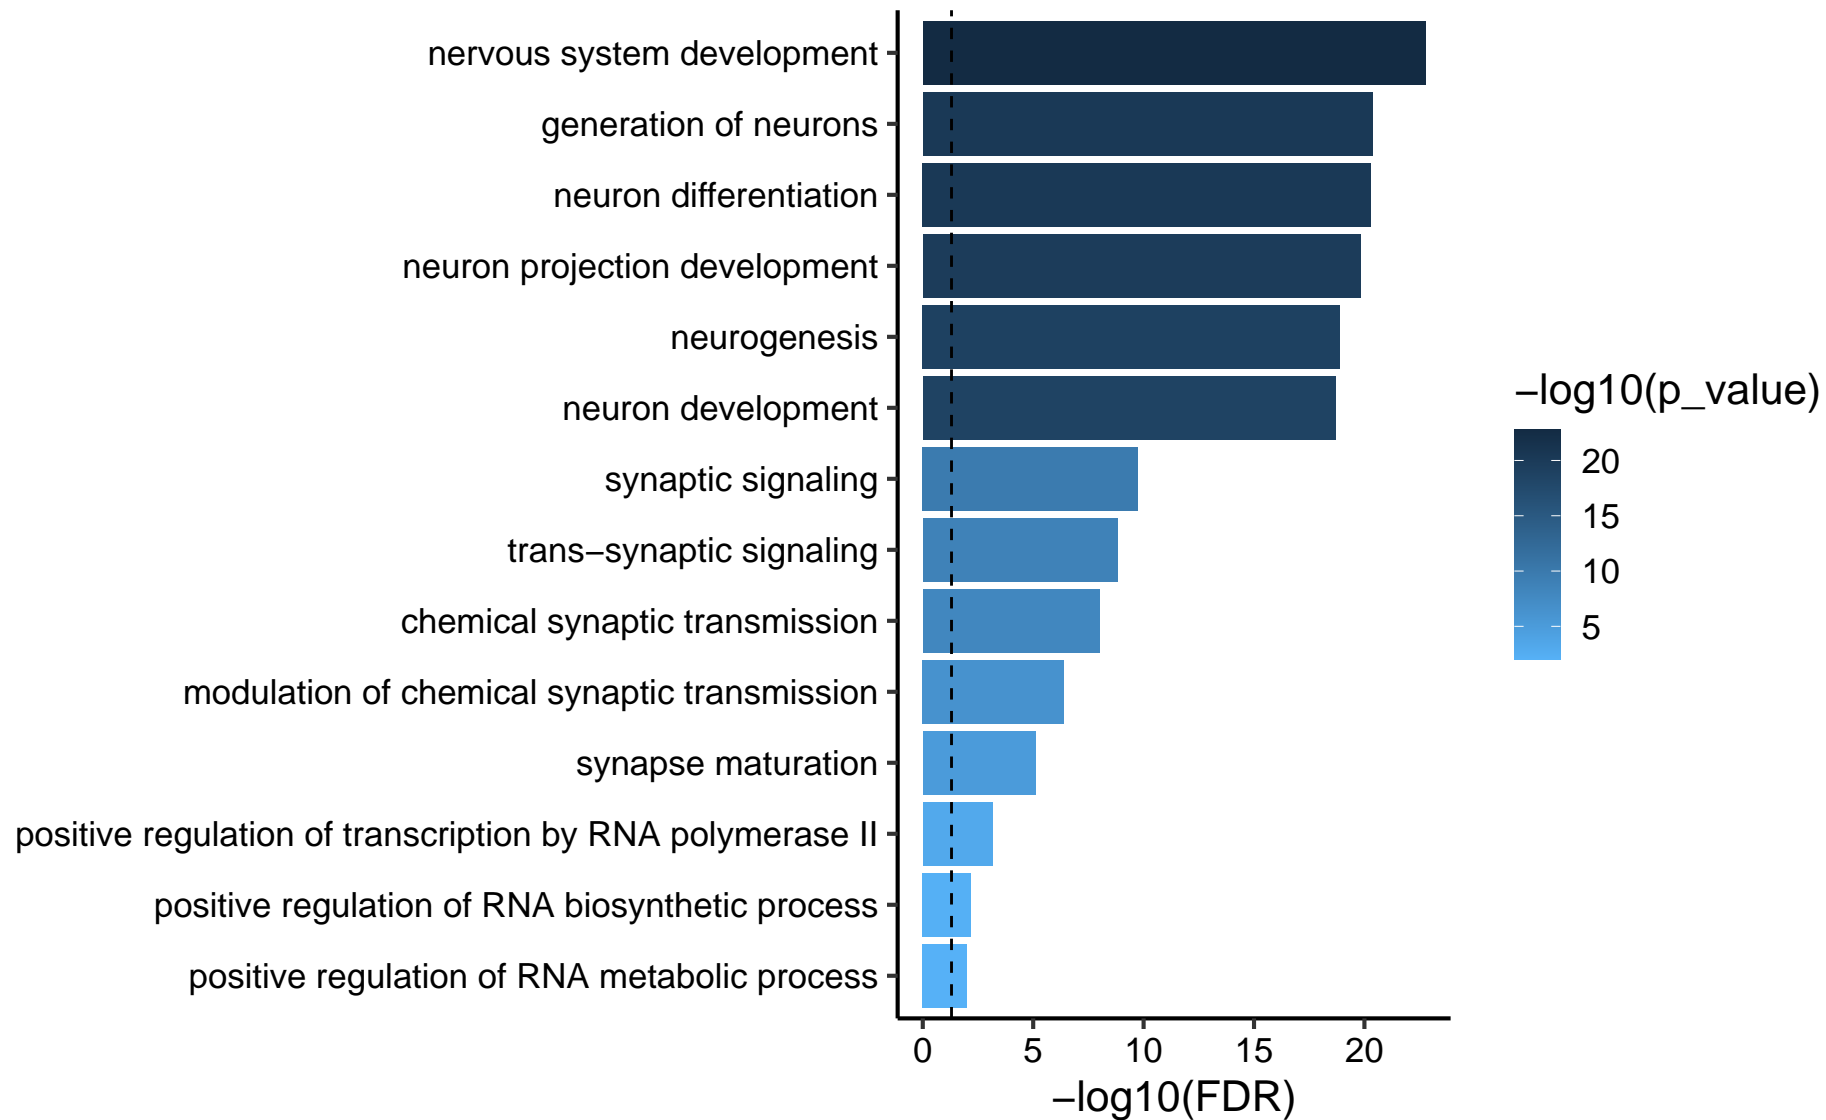 nervous system development
generation of neurons
neuron differentiation
neuron projection development
neurogenesis
neuron development
synaptic signaling
trans−synaptic signaling
chemical synaptic transmission
modulation of chemical synaptic transmission
synapse maturation
positive regulation of transcription by RNA polymerase II
positive regulation of RNA biosynthetic process
positive regulation of RNA metabolic process
0 5 10 15 20
−log10(FDR)
−log10(p_value)
20
15
10
5